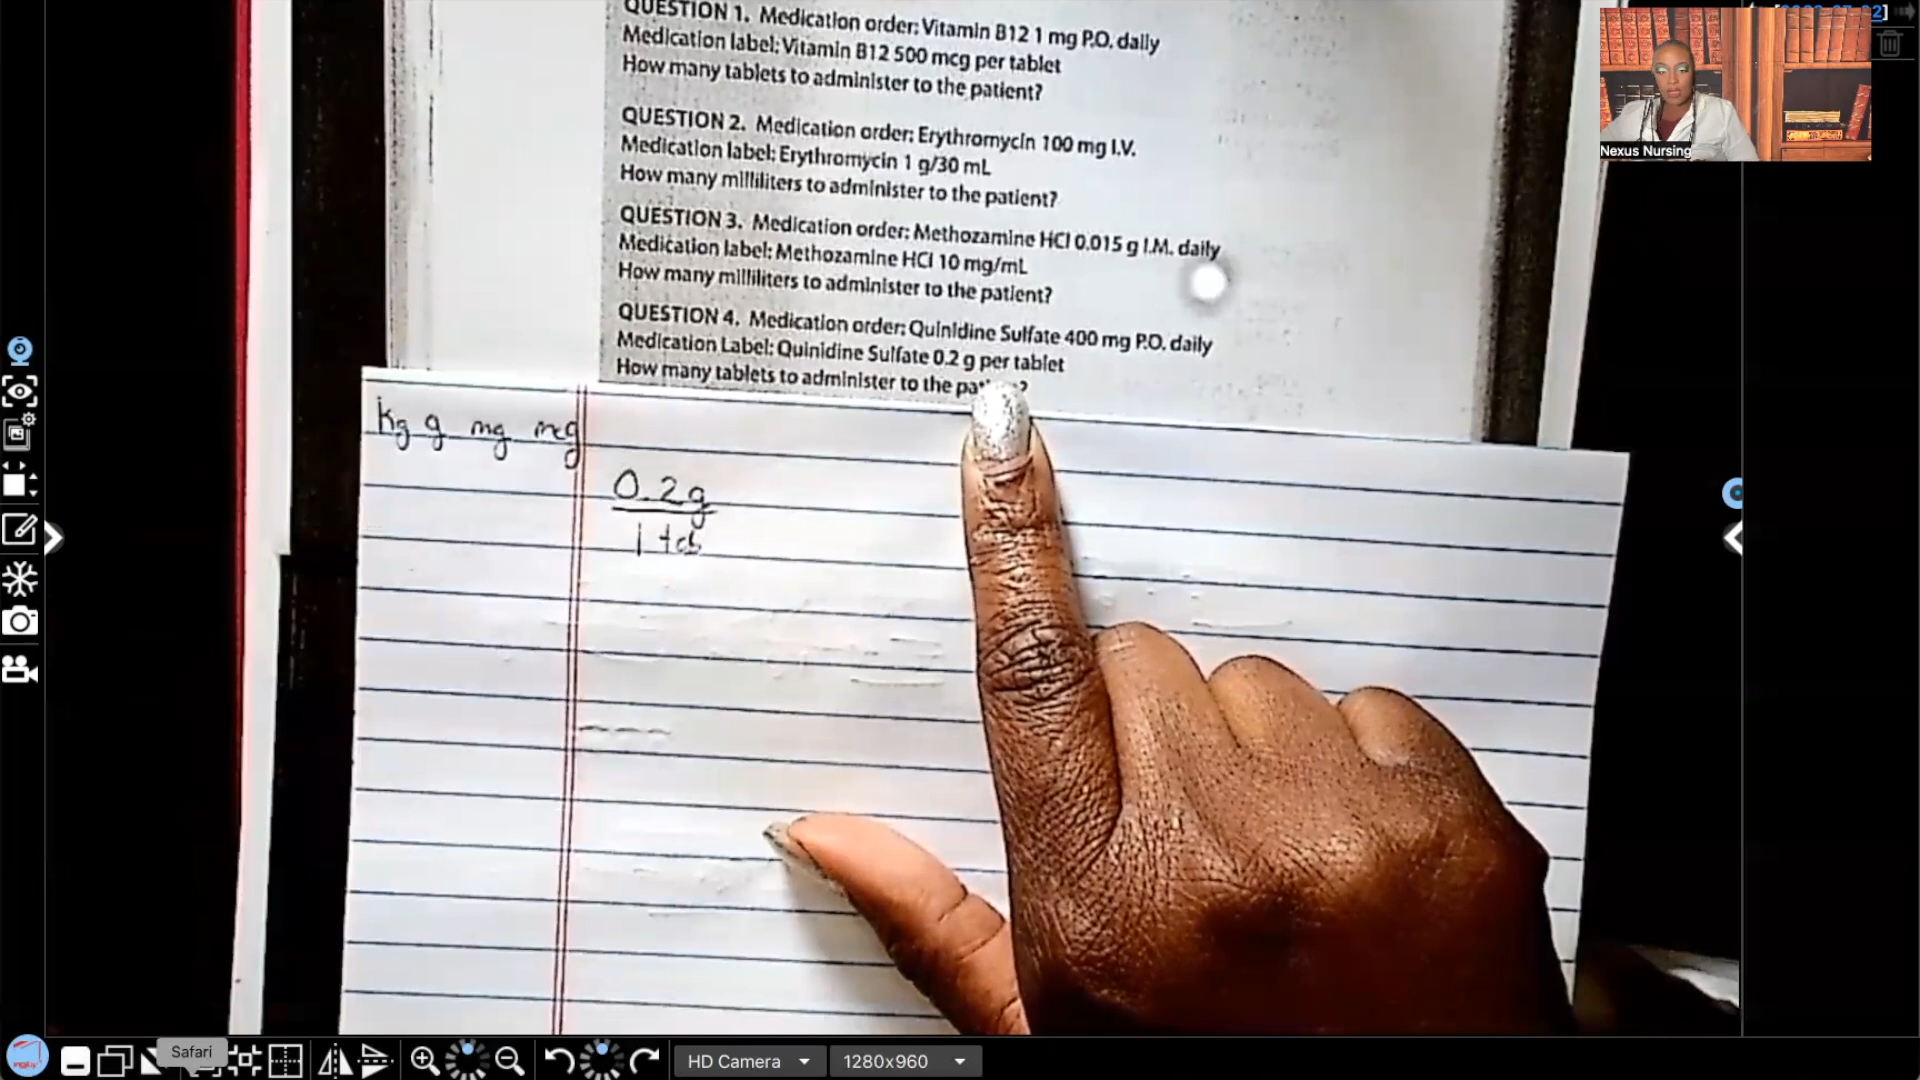 QUESTION 1. Medication order: Vitamin B12 1 mg P.O. daily
Medication label: Vitamin B12 500 mcg per tablet
How many tablets to administer to the patient?
QUESTION 2. Medication order: Erythromycin 100 mg I.V.
Medication label: Erythromycin 1 g/30 mL
How many milliliters to administer to the patient?
QUESTION 3. Medication order: Methozamine HCl 0.015 g I.M. daily
Medication label: Methozamine HCl 10 mg/mL
How many milliliters to administer to the patient?
QUESTION 4. Medication order: Quinidine Sulfate 400 mg P.O. daily
Medication Label: Quinidine Sulfate 0.2 g per tablet
How many tablets to administer to the
Kg g mg mcg
0.2g
1 tab
Nexus Nursing
Safari
HD Camera
1280x960